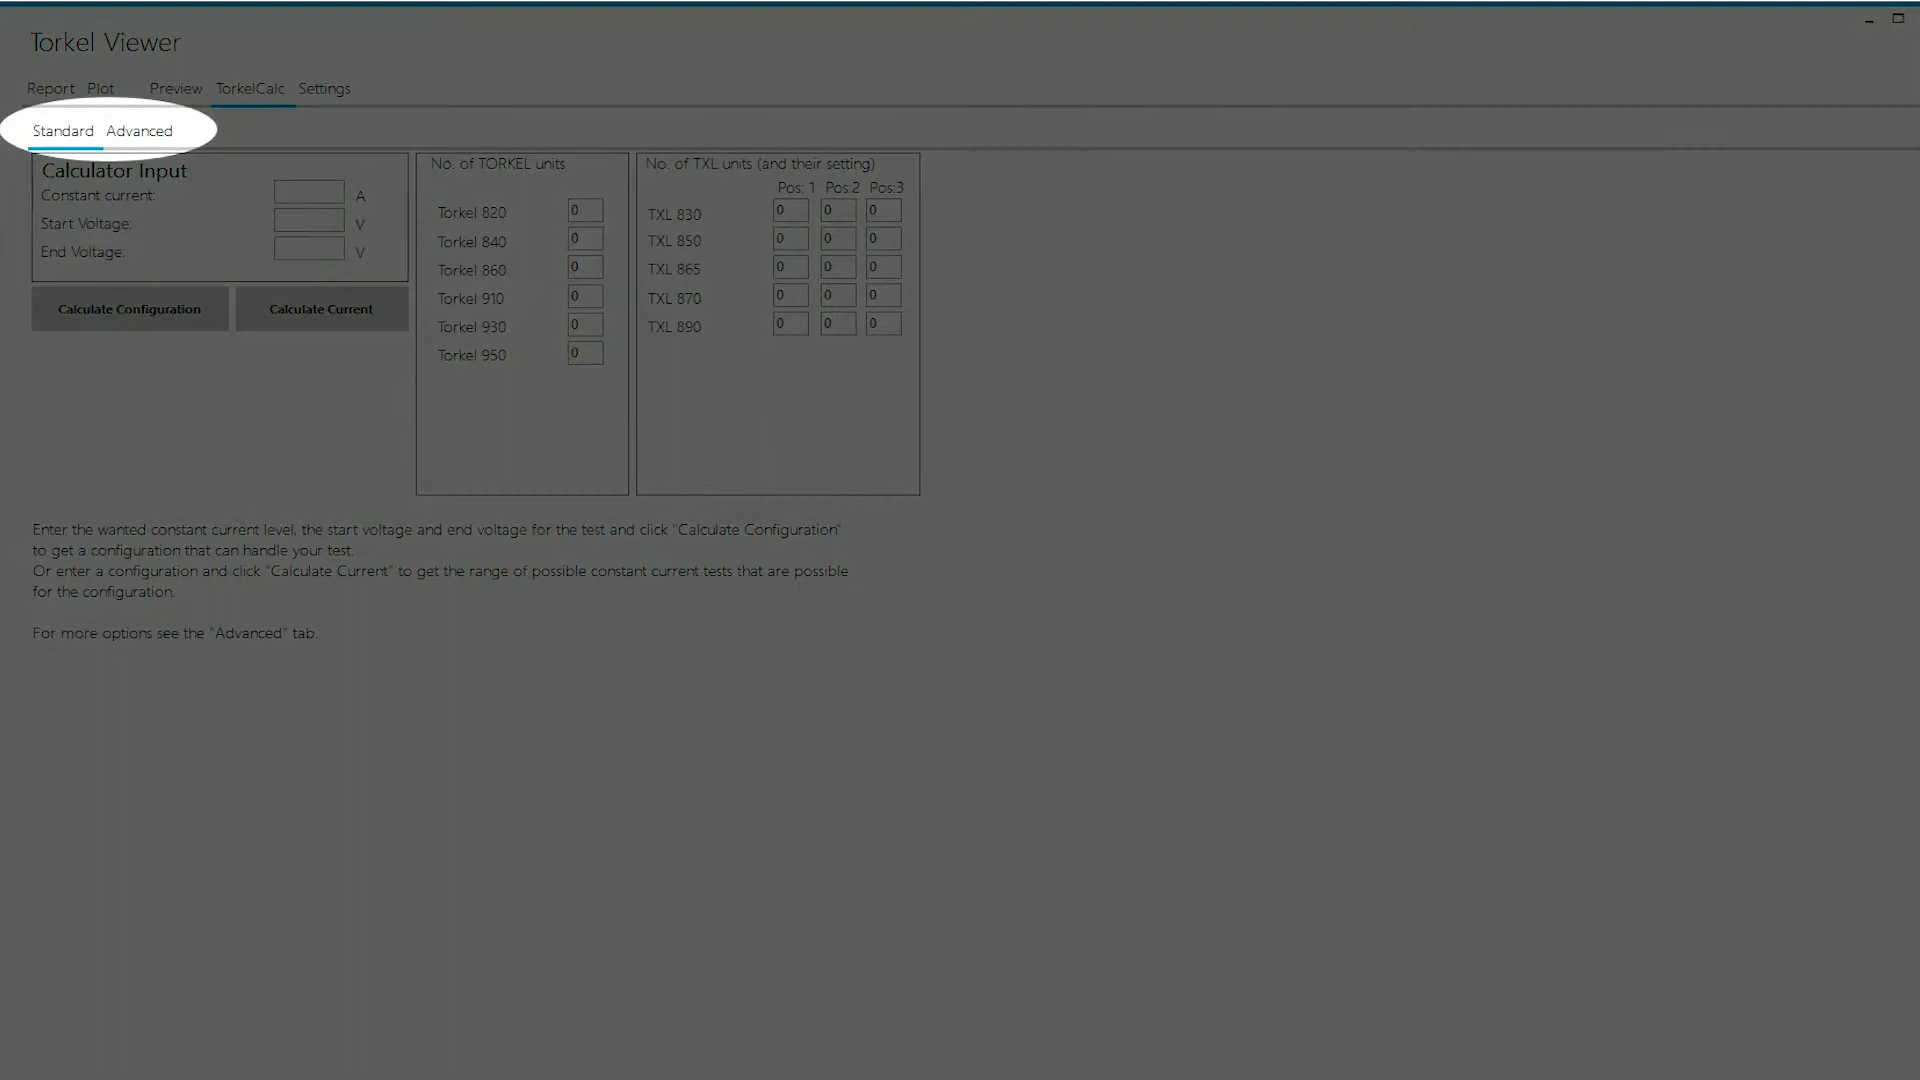 Torkel Viewer
Report Plot Preview TorkelCalc Settings
Standard Advanced
Calculator Input
Constant current: A
Start Voltage: V
End Voltage: V
Calculate Configuration Calculate Current
No. of TORKEL units
Torkel 820 0
Torkel 840 0
Torkel 860 0
Torkel 910 0
Torkel 930 0
Torkel 950 0
No. of TXL units (and their setting)
Pos: 1 Pos:2 Pos:3
TXL 830 0 0 0
TXL 850 0 0 0
TXL 865 0 0 0
TXL 870 0 0 0
TXL 890 0 0 0
Enter the wanted constant current level, the start voltage and end voltage for the test and click "Calculate Configuration"
to get a configuration that can handle your test.
Or enter a configuration and click "Calculate Current" to get the range of possible constant current tests that are possible
for the configuration.
For more options see the "Advanced" tab.